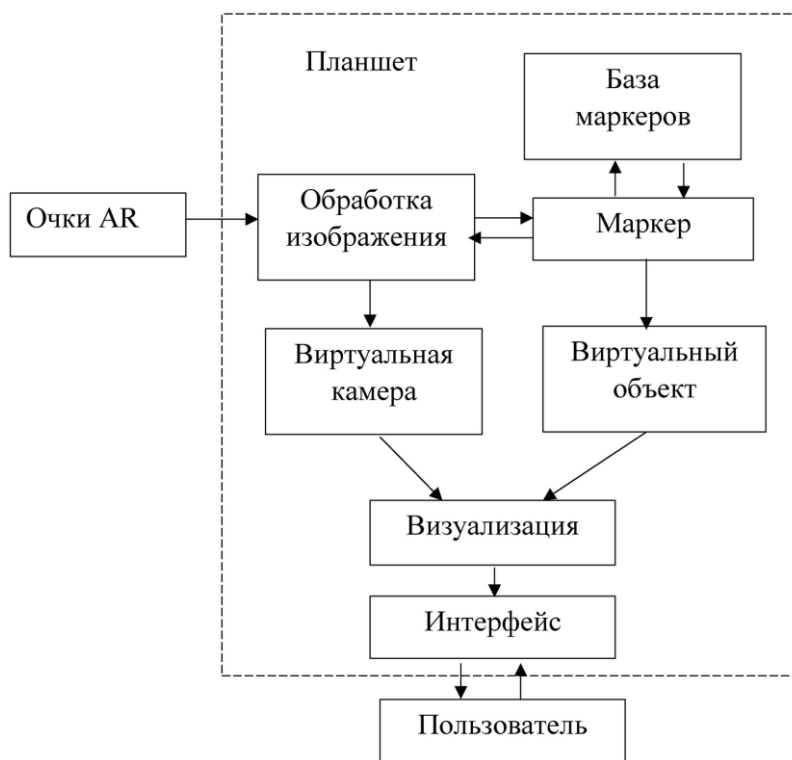 Планшет
База
маркеров
Очки AR
Обработка
изображения
Маркер
Виртуальная
камера
Виртуальный
объект
Визуализация
Интерфейс
Пользователь